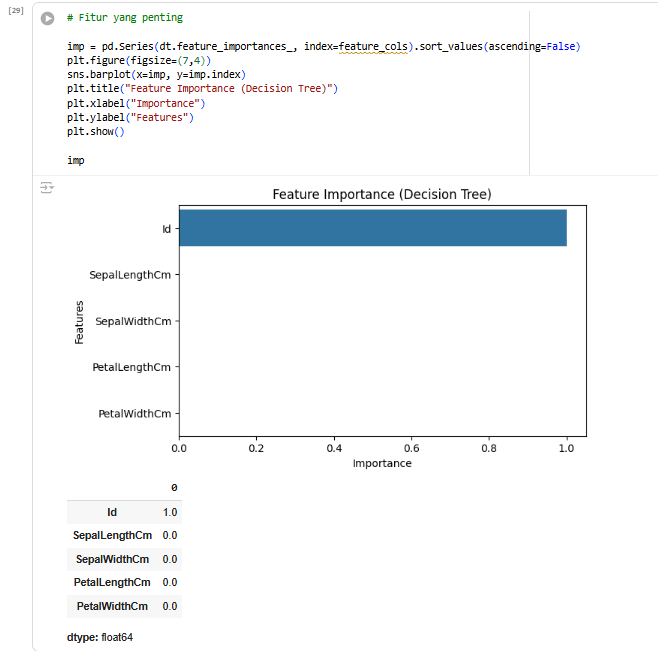 [29]
# Fitur yang penting
imp = pd.Series(dt.feature_importances_, index=feature_cols).sort_values(ascending=False)
plt.figure(figsize=(7,4))
sns.barplot(x=imp, y=imp.index)
plt.title("Feature Importance (Decision Tree)")
plt.xlabel("Importance")
plt.ylabel("Features")
plt.show()
imp
Feature Importance (Decision Tree)
Id
SepalLengthCm
SepalWidthCm
PetalLengthCm
PetalWidthCm
Features
0.0 0.2 0.4 0.6 0.8 1.0
Importance
0
Id 1.0
SepalLengthCm 0.0
SepalWidthCm 0.0
PetalLengthCm 0.0
PetalWidthCm 0.0
dtype: float64